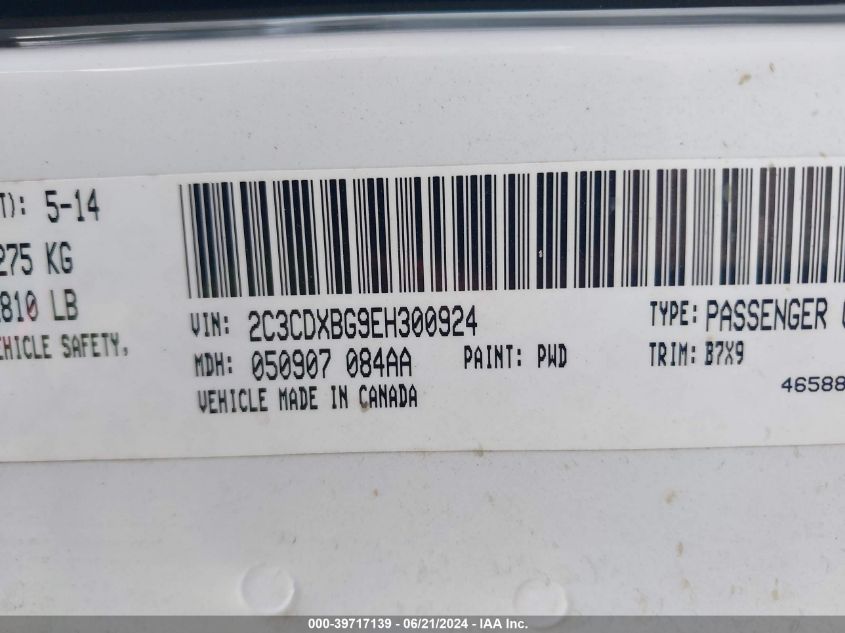 T): 5-14
275 KG
810 LB
VEHICLE SAFETY,
VIN: 2C3CDXBG9EH300924
TYPE: PASSENGER
MDH: 050907 084AA
PAINT: PWD
TRIM: B7X9
VEHICLE MADE IN CANADA
46588
000-39717139 - 06/21/2024 - IAA Inc.